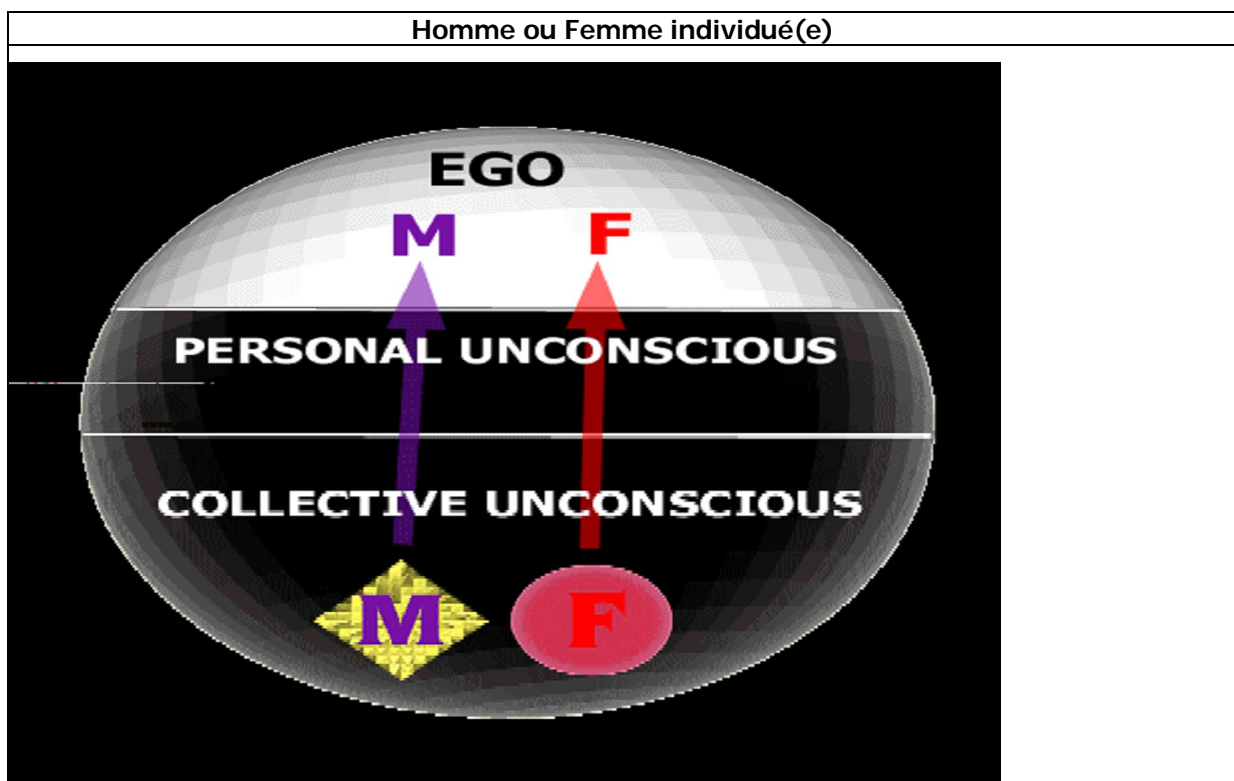 Homme ou Femme individué(e)
EGO
M F
PERSONAL UNCONSCIOUS
COLLECTIVE UNCONSCIOUS
M F